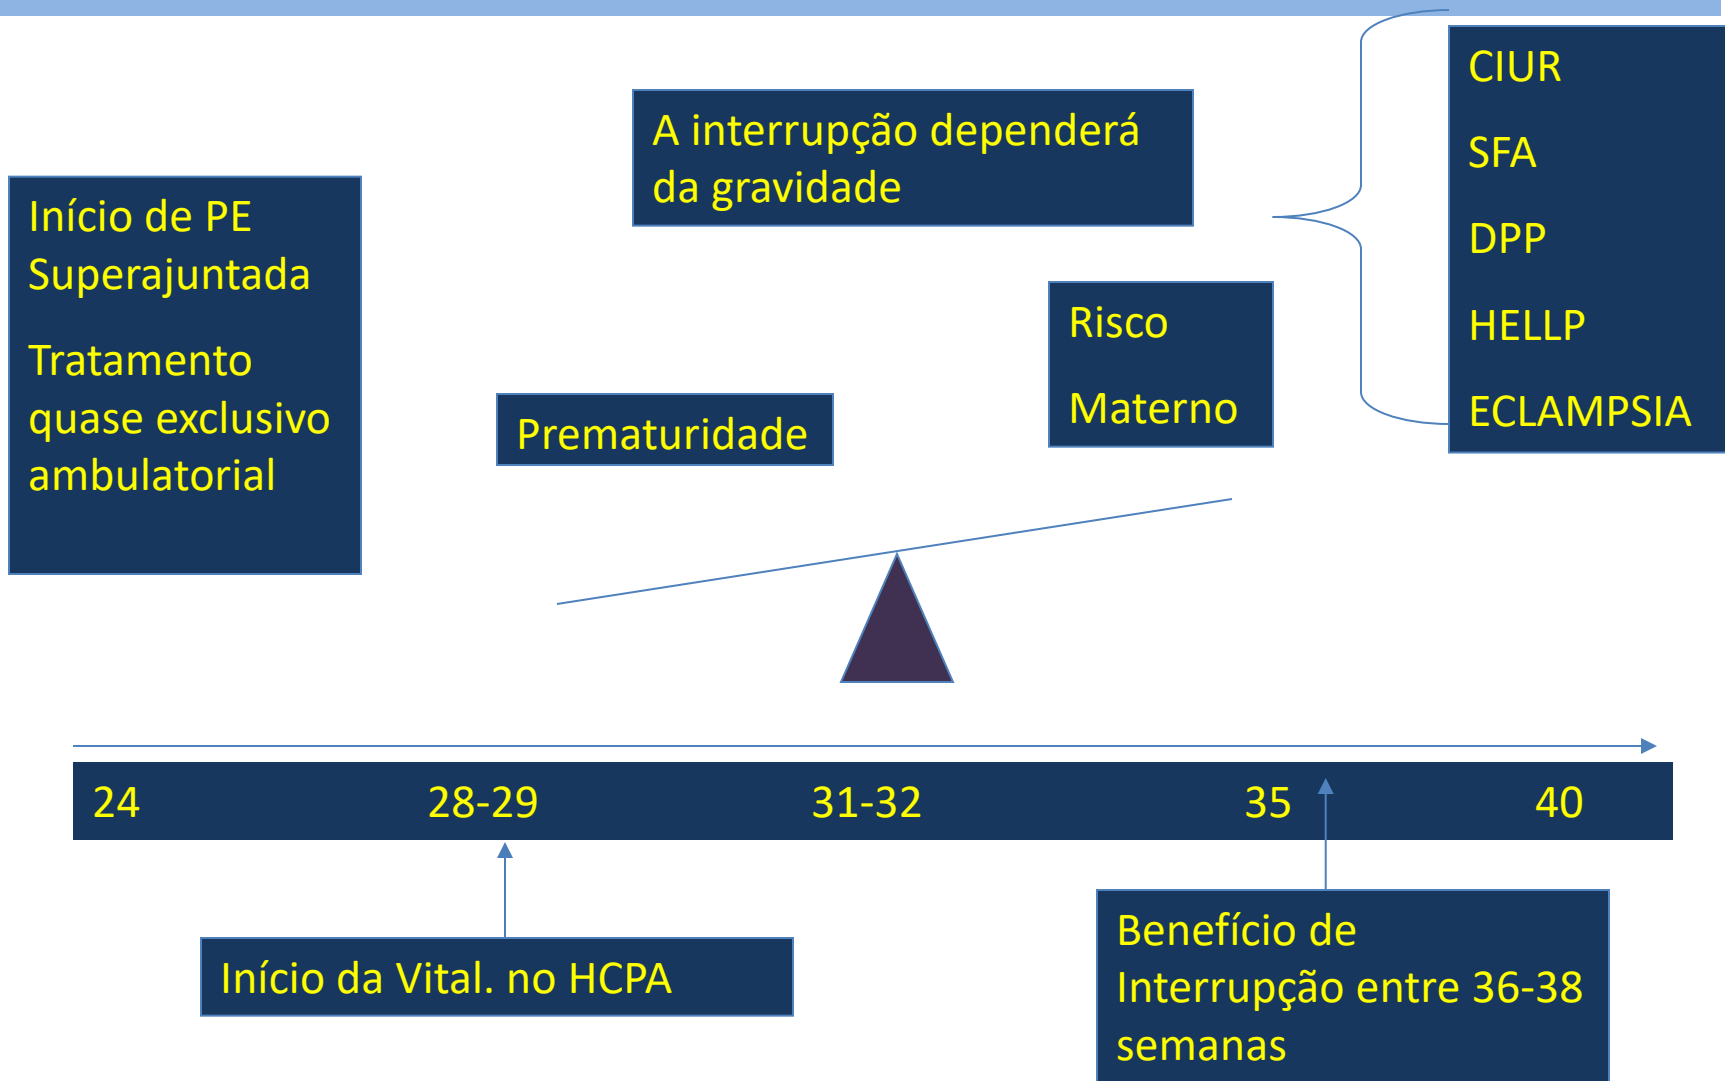 Início de PE
Superajuntada
Tratamento
quase exclusivo
ambulatorial
A interrupção dependerá
da gravidade
Prematuridade
Risco
Materno
CIUR
SFA
DPP
HELLP
ECLAMPSIA
24 28-29 31-32 35 40
Início da Vital. no HCPA
Benefício de
Interrupção entre 36-38
semanas